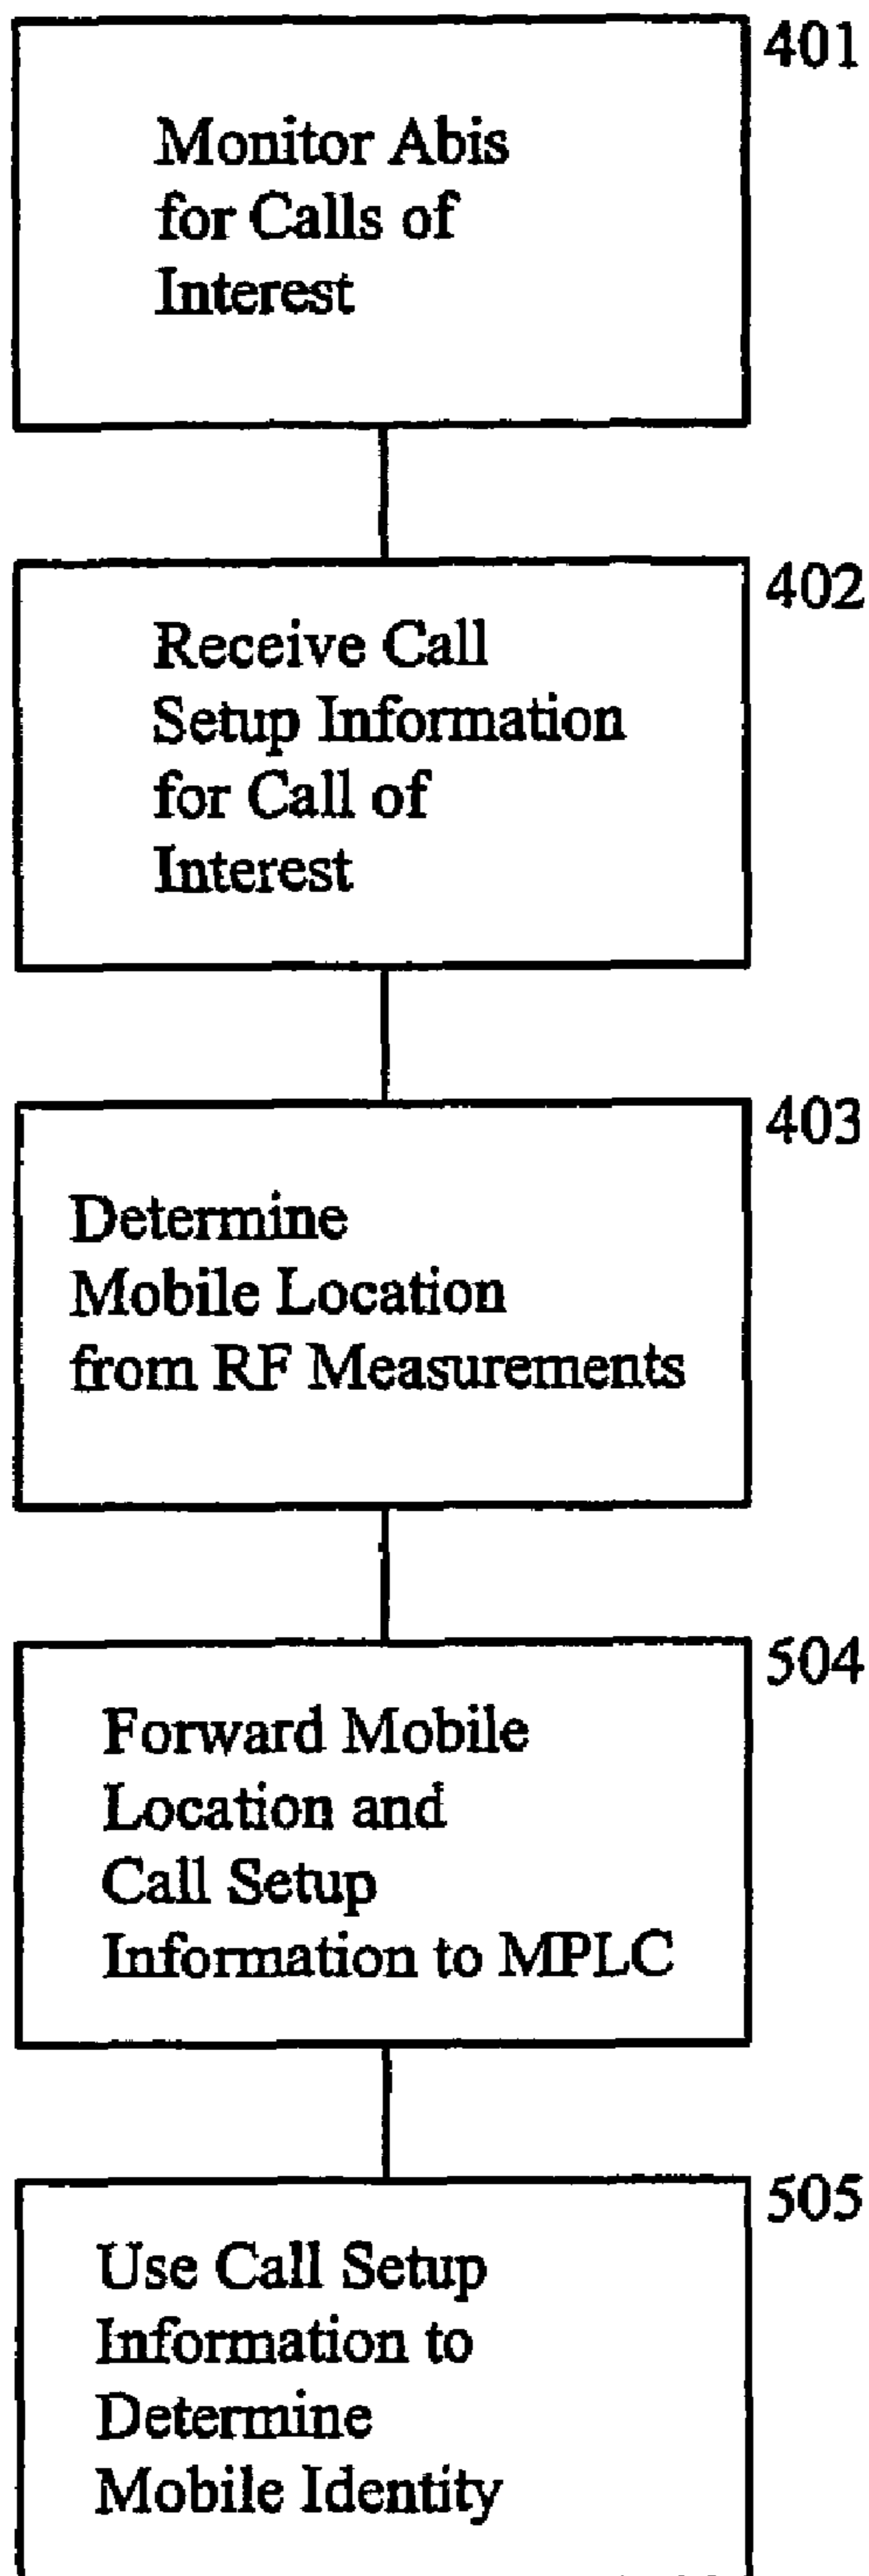 401
Monitor Abis
for Calls of
Interest
402
Receive Call
Setup Information
for Call of
Interest
403
Determine
Mobile Location
from RF Measurements
504
Forward Mobile
Location and
Call Setup
Information to MPLC
505
Use Call Setup
Information to
Determine
Mobile Identity